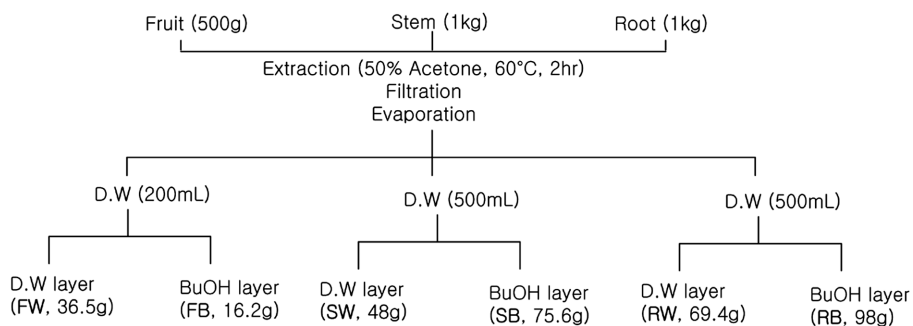 Fruit (500g)
Stem (1kg)
Root (1kg)
Extraction (50% Acetone, 60°C, 2hr)
Filtration
Evaporation
D.W (200mL)
D.W (500mL)
D.W (500mL)
D.W layer
(FW, 36.5g)
BuOH layer
(FB, 16.2g)
D.W layer
(SW, 48g)
BuOH layer
(SB, 75.6g)
D.W layer
(RW, 69.4g)
BuOH layer
(RB, 98g)